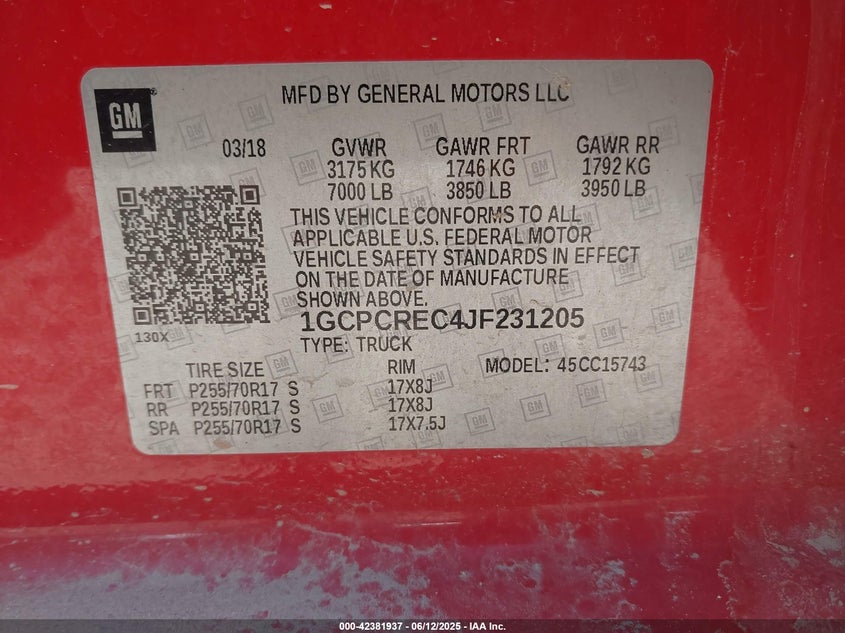 GM
MFD BY GENERAL MOTORS LLC
03/18 GVWR GAWR FRT GAWR RR
3175 KG 1746 KG 1792 KG
7000 LB 3850 LB 3950 LB
THIS VEHICLE CONFORMS TO ALL
APPLICABLE U.S. FEDERAL MOTOR
VEHICLE SAFETY STANDARDS IN EFFECT
ON THE DATE OF MANUFACTURE
SHOWN ABOVE.
1GCPCREC4JF231205
130X
TYPE: TRUCK
TIRE SIZE RIM MODEL: 45CC15743
FRT P255/70R17 S 17X8J
RR P255/70R17 S 17X8J
SPA P255/70R17 S 17X7.5J
000-42381937 - 06/12/2025 - IAA Inc.